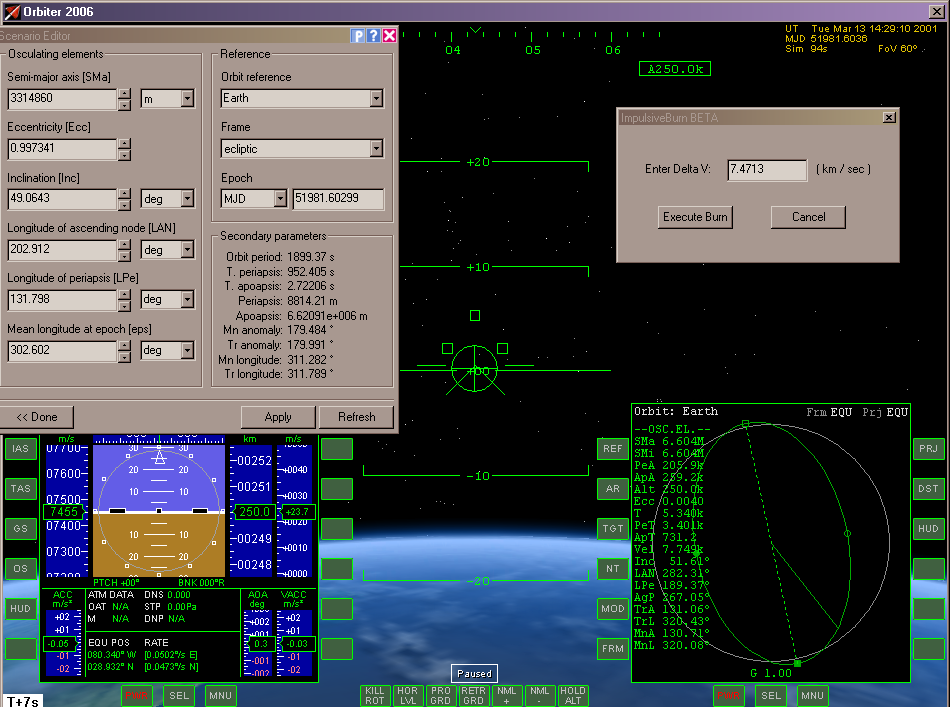 Orbiter 2006
Scenario Editor
Osculating elements
Semi-major axis [SMa]
3314860 m
Eccentricity [Ecc]
0.997341
Inclination [Inc]
49.0643 deg
Longitude of ascending node [LAN]
202.912 deg
Longitude of periapsis [LPe]
131.798 deg
Mean longitude at epoch [eps]
302.602 deg
Reference
Orbit reference
Earth
Frame
ecliptic
Epoch
MJD 51981.60299
Secondary parameters
Orbit period: 1899.37 s
T. periapsis: 952.405 s
T. apoapsis: 2.72206 s
Periapsis: 8814.21 m
Apoapsis: 6.62091e+006 m
Mn anomaly: 179.484 °
Tr anomaly: 179.991 °
Mn longitude: 311.282 °
Tr longitude: 311.789 °
<< Done Apply Refresh
04 05 06
A250.0k
UT Tue Mar 13 14:29:10 2001
MJD 51981.6036
Sim 94s FoV 60°
ImpulsiveBurn BETA
Enter Delta V: 7.4713 ( km / sec )
Execute Burn Cancel
+20
+10
+00
-10
-20
IAS
TAS
GS
OS
HUD
m/s km m/s
07700
07600
07500
7455
07400
07300
07200
30 30
20 20
10 10
10 10
20 20
00252
00251
250.0
00249
00248
+0040
+0030
+23.7
+0010
+0000
PTCH +00° BNK 000°R
ACC
m/s²
+02
+01
-0.05
-01
-02
ATM DATA DNS 0.000
OAT N/A STP 0.00Pa
M N/A DNP N/A
EQU POS RATE
080.340° W [0.0502°/s E]
028.932° N [0.0473°/s N]
AOA
deg
0.3
-001
-002
VACC
m/s²
+02
+01
-0.03
-01
-02
PWR SEL MNU
T+7s
Paused
KILL ROT
HOR LVL
PRO GRD
RETR GRD
NML +
NML -
HOLD ALT
REF
AR
TGT
NT
MOD
FRM
Orbit: Earth Frm EQU Prj EQU
--OSC.EL.--
SMa 6.604M
SMi 6.604M
PeA 205.9k
ApA 259.2k
Alt 250.0k
Ecc 0.0040
T 5.340k
PeT 3.401k
ApT 731.2
Vel 7.749k
Inc 51.61°
LAN 282.31°
LPe 189.37°
AgP 267.05°
TrA 131.06°
TrL 320.43°
MnA 130.71°
MnL 320.08°
G 1.00
PRJ
DST
HUD
PWR SEL MNU